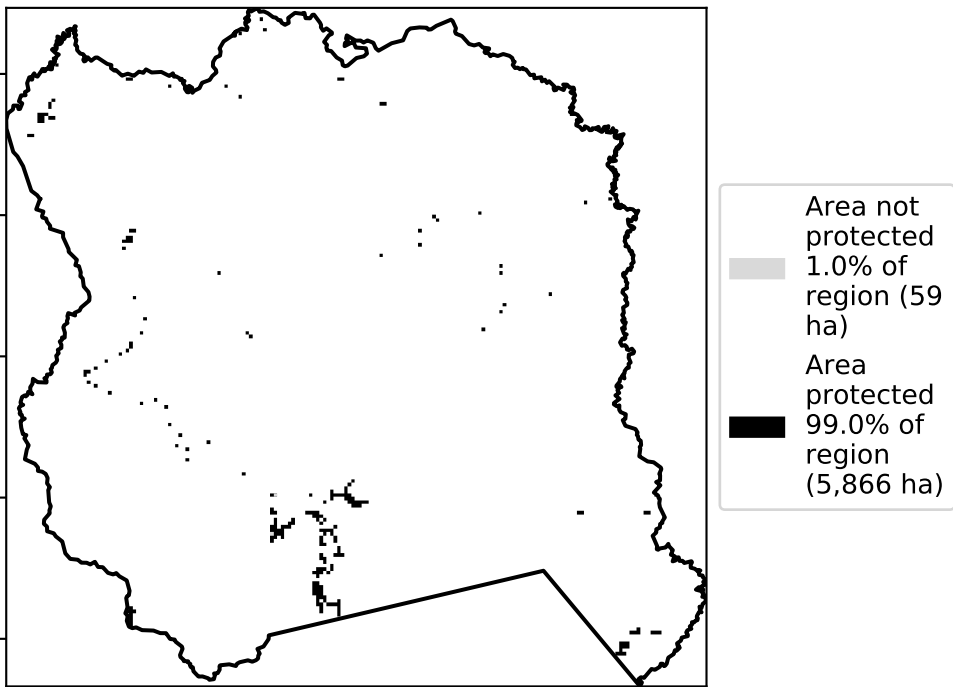 Area not
protected
1.0% of
region (59
ha)
Area
protected
99.0% of
region
(5,866 ha)